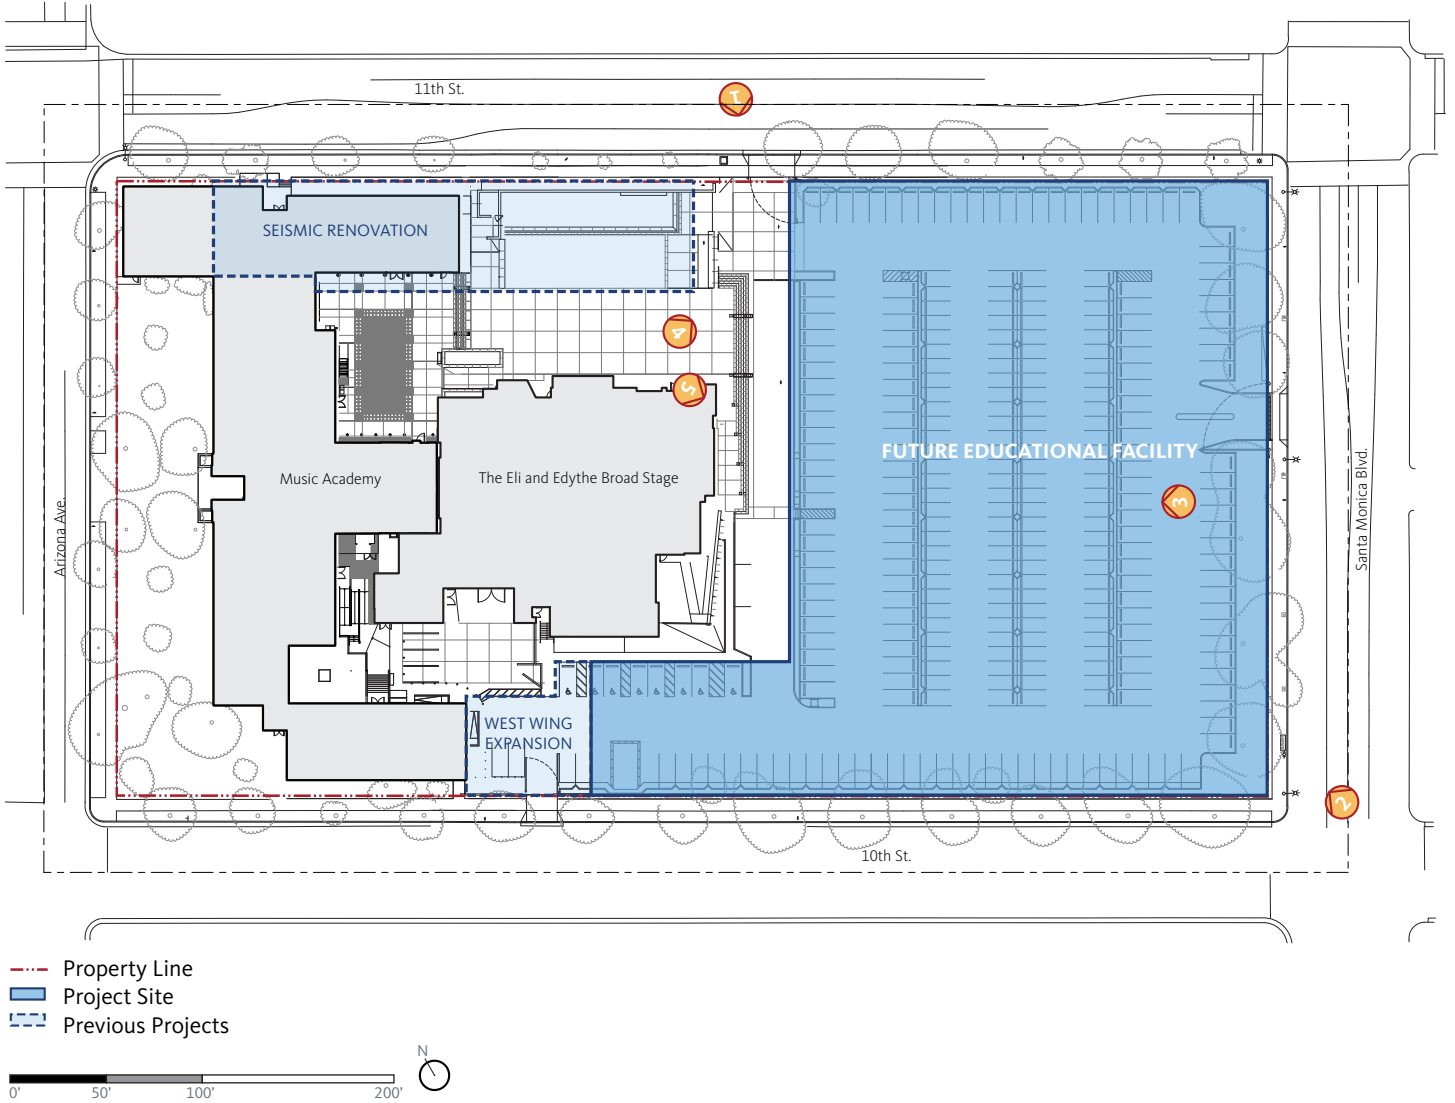 11th St.
1
SEISMIC RENOVATION
4
5
FUTURE EDUCATIONAL FACILITY
Music Academy
The Eli and Edythe Broad Stage
3
Arizona Ave.
Santa Monica Blvd.
WEST WING
EXPANSION
2
10th St.
Property Line
Project Site
Previous Projects
N
0' 50' 100' 200'